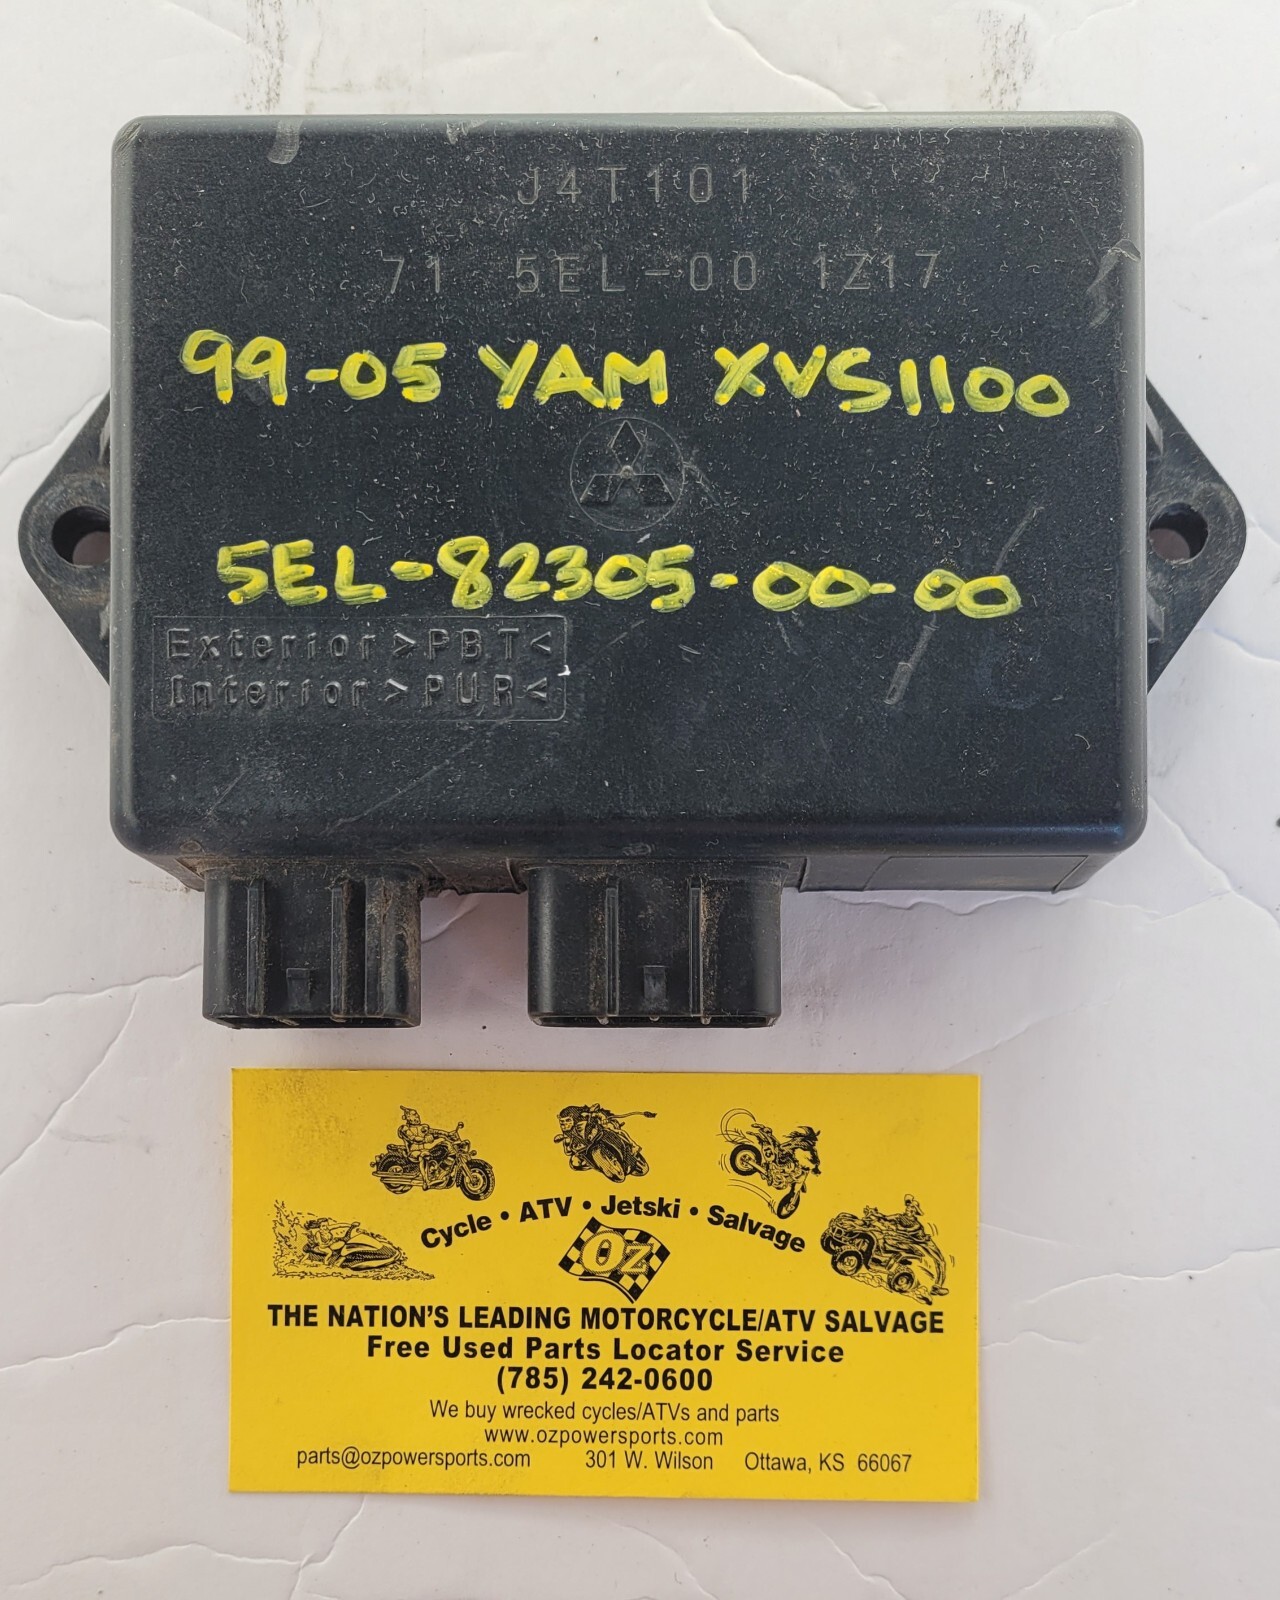 J4T101
71 5EL-00 1Z17
99-05 YAM XVS1100
5EL-82305-00-00
Exterior >PBT<
Interior >PUR<
Cycle • ATV • Jetski • Salvage
OZ
THE NATION'S LEADING MOTORCYCLE/ATV SALVAGE
Free Used Parts Locator Service
(785) 242-0600
We buy wrecked cycles/ATVs and parts
www.ozpowersports.com
parts@ozpowersports.com 301 W. Wilson Ottawa, KS 66067